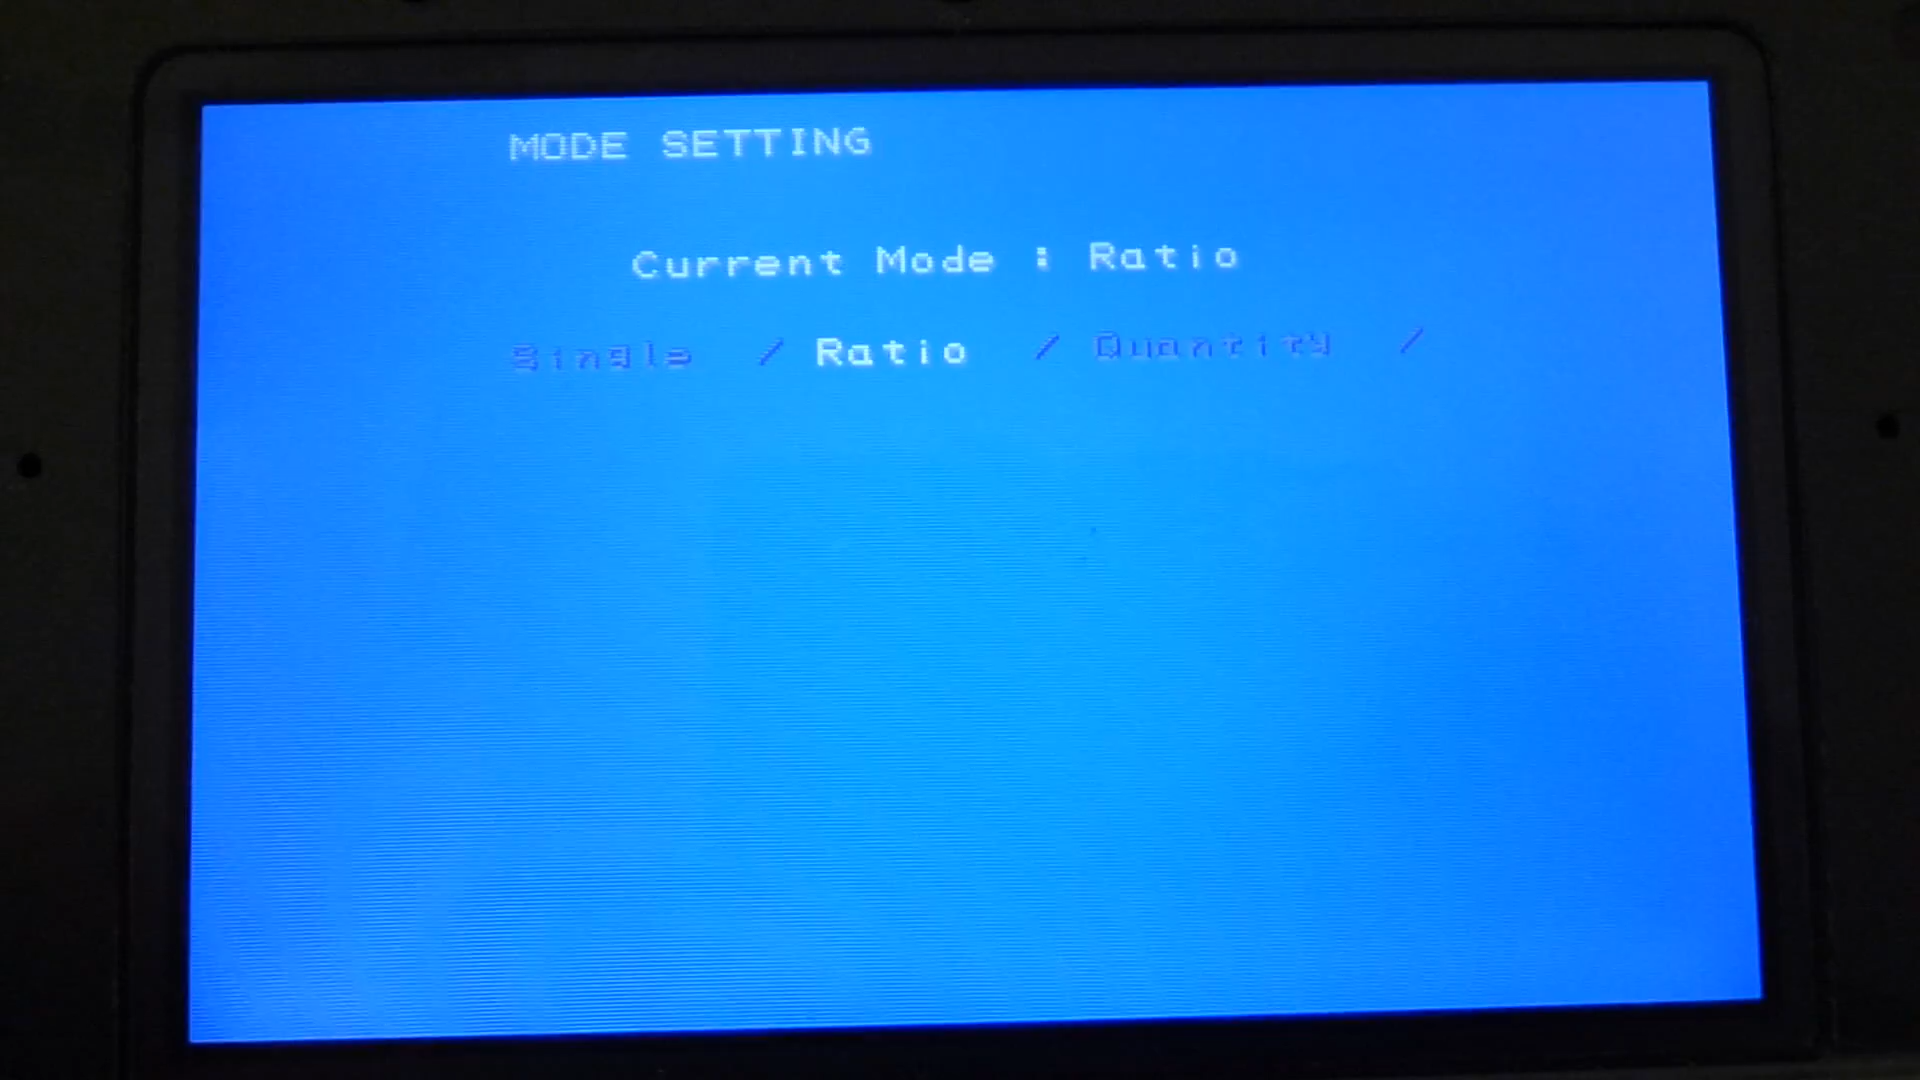 MODE SETTING
Current Mode : Ratio
Single / Ratio / Quantity /